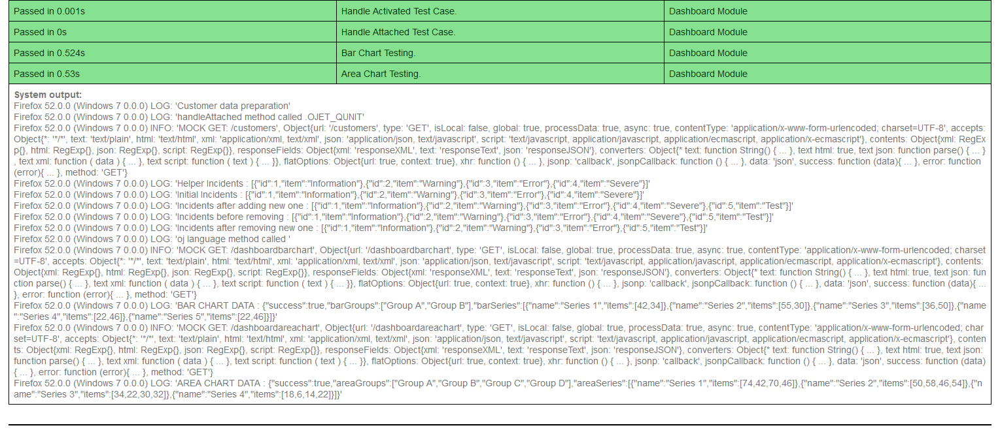 Passed in 0.001s Handle Activated Test Case. Dashboard Module
Passed in 0s Handle Attached Test Case. Dashboard Module
Passed in 0.524s Bar Chart Testing. Dashboard Module
Passed in 0.53s Area Chart Testing. Dashboard Module
System output:
Firefox 52.0.0 (Windows 7 0.0.0) LOG: 'Customer data preparation'
Firefox 52.0.0 (Windows 7 0.0.0) LOG: 'handleAttached method called .OJET_QUNIT'
Firefox 52.0.0 (Windows 7 0.0.0) INFO: 'MOCK GET: /customers', Object{url: '/customers', type: 'GET', isLocal: false, global: true, processData: true, async: true, contentType: 'application/x-www-form-urlencoded; charset=UTF-8', accepts:
Object{*: '*/*', text: 'text/plain', html: 'text/html', xml: 'application/xml, text/xml', json: 'application/json, text/javascript', script: 'text/javascript, application/javascript, application/ecmascript, application/x-ecmascript'}, contents: Object{xml: RegEx
p{}, html: RegExp{}, json: RegExp{}, script: RegExp{}}, responseFields: Object{xml: 'responseXML', text: 'responseText', json: 'responseJSON'}, converters: Object{* text: function String() { ... }, text html: true, text json: function parse() { ... }
, text xml: function ( data ) { ... }, text script: function ( text ) { ... }}, flatOptions: Object{url: true, context: true}, xhr: function () { ... }, jsonp: 'callback', jsonpCallback: function () { ... }, data: 'json', success: function (data){ ... }, error: function
(error){ ... }, method: 'GET'}
Firefox 52.0.0 (Windows 7 0.0.0) LOG: 'Helper Incidents : [{"id":1,"item":"Information"},{"id":2,"item":"Warning"},{"id":3,"item":"Error"},{"id":4,"item":"Severe"}]'
Firefox 52.0.0 (Windows 7 0.0.0) LOG: 'Initial Incidents : [{"id":1,"item":"Information"},{"id":2,"item":"Warning"},{"id":3,"item":"Error"},{"id":4,"item":"Severe"}]'
Firefox 52.0.0 (Windows 7 0.0.0) LOG: 'Incidents after adding new one : [{"id":1,"item":"Information"},{"id":2,"item":"Warning"},{"id":3,"item":"Error"},{"id":4,"item":"Severe"},{"id":5,"item":"Test"}]'
Firefox 52.0.0 (Windows 7 0.0.0) LOG: 'Incidents before removing : [{"id":1,"item":"Information"},{"id":2,"item":"Warning"},{"id":3,"item":"Error"},{"id":4,"item":"Severe"},{"id":5,"item":"Test"}]'
Firefox 52.0.0 (Windows 7 0.0.0) LOG: 'Incidents after removing new one : [{"id":1,"item":"Information"},{"id":2,"item":"Warning"},{"id":3,"item":"Error"},{"id":5,"item":"Test"}]'
Firefox 52.0.0 (Windows 7 0.0.0) LOG: 'oj language method called '
Firefox 52.0.0 (Windows 7 0.0.0) INFO: 'MOCK GET: /dashboardbarchart', Object{url: '/dashboardbarchart', type: 'GET', isLocal: false, global: true, processData: true, async: true, contentType: 'application/x-www-form-urlencoded; charset
=UTF-8', accepts: Object{*: '*/*', text: 'text/plain', html: 'text/html', xml: 'application/xml, text/xml', json: 'application/json, text/javascript', script: 'text/javascript, application/javascript, application/ecmascript, application/x-ecmascript'}, contents:
Object{xml: RegExp{}, html: RegExp{}, json: RegExp{}, script: RegExp{}}, responseFields: Object{xml: 'responseXML', text: 'responseText', json: 'responseJSON'}, converters: Object{* text: function String() { ... }, text html: true, text json: fun
ction parse() { ... }, text xml: function ( data ) { ... }, text script: function ( text ) { ... }}, flatOptions: Object{url: true, context: true}, xhr: function () { ... }, jsonp: 'callback', jsonpCallback: function () { ... }, data: 'json', success: function (data){ ...
}, error: function (error){ ... }, method: 'GET'}
Firefox 52.0.0 (Windows 7 0.0.0) LOG: 'BAR CHART DATA : {"success":true,"barGroups":["Group A","Group B"],"barSeries":[{"name":"Series 1","items":[42,34]},{"name":"Series 2","items":[55,30]},{"name":"Series 3","items":[36,50]},{"name
":"Series 4","items":[22,46]},{"name":"Series 5","items":[22,46]}]}'
Firefox 52.0.0 (Windows 7 0.0.0) INFO: 'MOCK GET: /dashboardareachart', Object{url: '/dashboardareachart', type: 'GET', isLocal: false, global: true, processData: true, async: true, contentType: 'application/x-www-form-urlencoded; char
set=UTF-8', accepts: Object{*: '*/*', text: 'text/plain', html: 'text/html', xml: 'application/xml, text/xml', json: 'application/json, text/javascript', script: 'text/javascript, application/javascript, application/ecmascript, application/x-ecmascript'}, conten
ts: Object{xml: RegExp{}, html: RegExp{}, json: RegExp{}, script: RegExp{}}, responseFields: Object{xml: 'responseXML', text: 'responseText', json: 'responseJSON'}, converters: Object{* text: function String() { ... }, text html: true, text json:
function parse() { ... }, text xml: function ( data ) { ... }, text script: function ( text ) { ... }}, flatOptions: Object{url: true, context: true}, xhr: function () { ... }, jsonp: 'callback', jsonpCallback: function () { ... }, data: 'json', success: function (data)
{ ... }, error: function (error){ ... }, method: 'GET'}
Firefox 52.0.0 (Windows 7 0.0.0) LOG: 'AREA CHART DATA : {"success":true,"areaGroups":["Group A","Group B","Group C","Group D"],"areaSeries":[{"name":"Series 1","items":[74,42,70,46]},{"name":"Series 2","items":[50,58,46,54]},{"n
ame":"Series 3","items":[34,22,30,32]},{"name":"Series 4","items":[18,6,14,22]}]}'